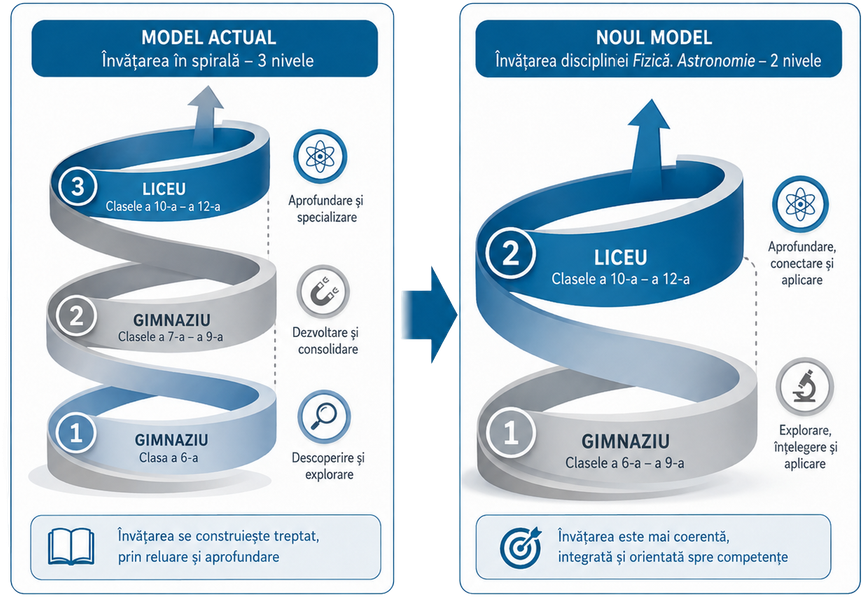 MODEL ACTUAL
Învățarea în spirală – 3 nivele
3
LICEU
Clasele a 10-a – a 12-a
Aprofundare și
specializare
2
GIMNAZIU
Clasele a 7-a – a 9-a
Dezvoltare și
consolidare
1
GIMNAZIU
Clasa a 6-a
Descoperire și
explorare
Învățarea se construiește treptat,
prin reluare și aprofundare
NOUL MODEL
Învățarea disciplinei Fizică. Astronomie – 2 nivele
2
LICEU
Clasele a 10-a – a 12-a
Aprofundare,
conectare și
aplicare
1
GIMNAZIU
Clasele a 6-a – a 9-a
Explorare,
înțelegere și
aplicare
Învățarea este mai coerentă,
integrată și orientată spre competențe